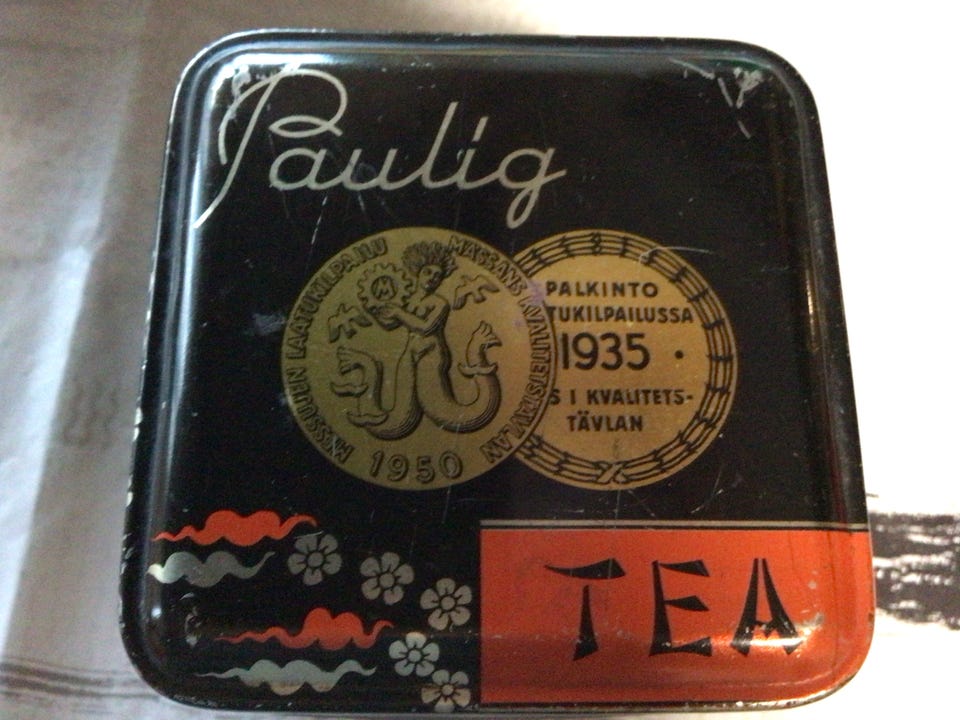 Paulig
MESSUJEN LAATUKILPAILU
MÄSSANS KVALITETSTÄVLAN
M
1950
PALKINTO
TUKILPAILUSSA
1935 ·
S I KVALITETS-
TÄVLAN
TEA